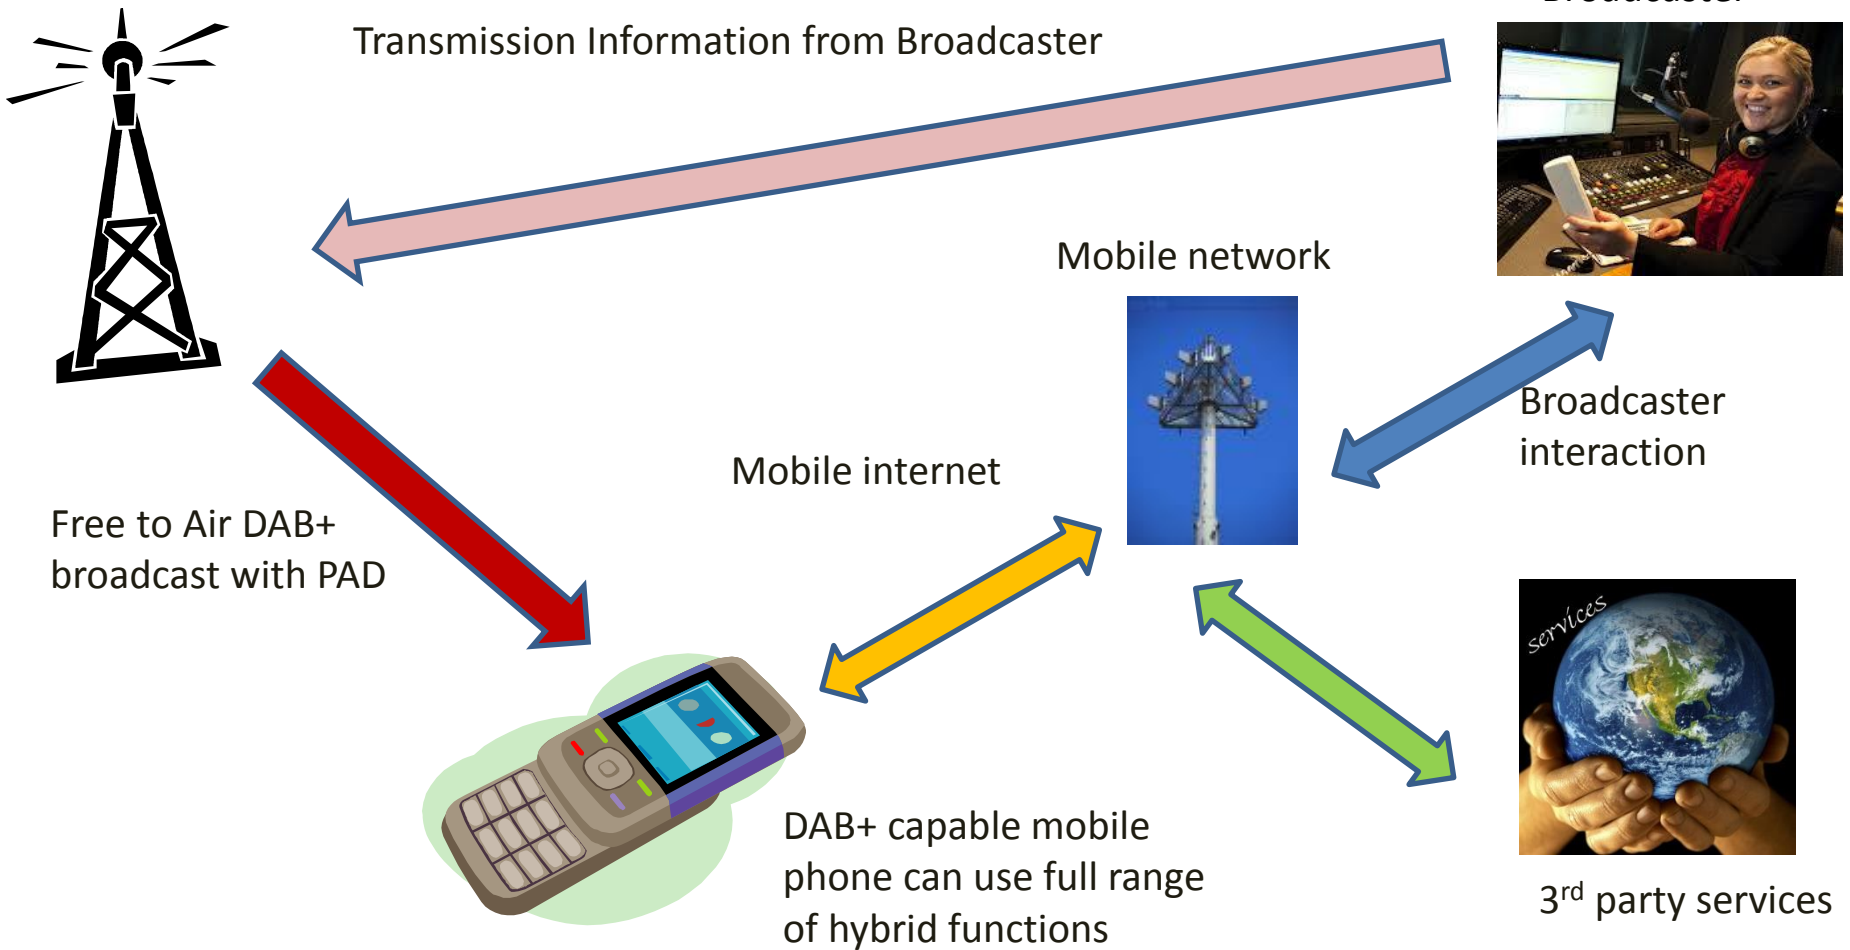 Broadcaster
Transmission Information from Broadcaster
Mobile network
Broadcaster
interaction
Mobile internet
Free to Air DAB+
broadcast with PAD
services
DAB+ capable mobile
phone can use full range
of hybrid functions
3rd party services